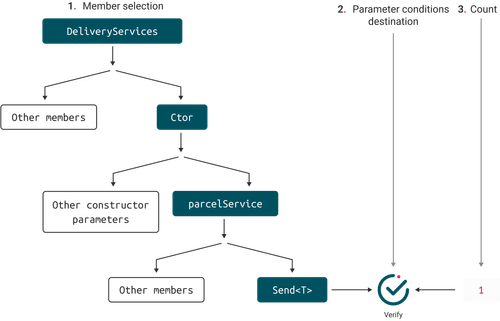 1. Member selection
2. Parameter conditions
destination
3. Count
DeliveryServices
Other members
Ctor
Other constructor
parameters
parcelService
Other members
Send<T>
1
Verify